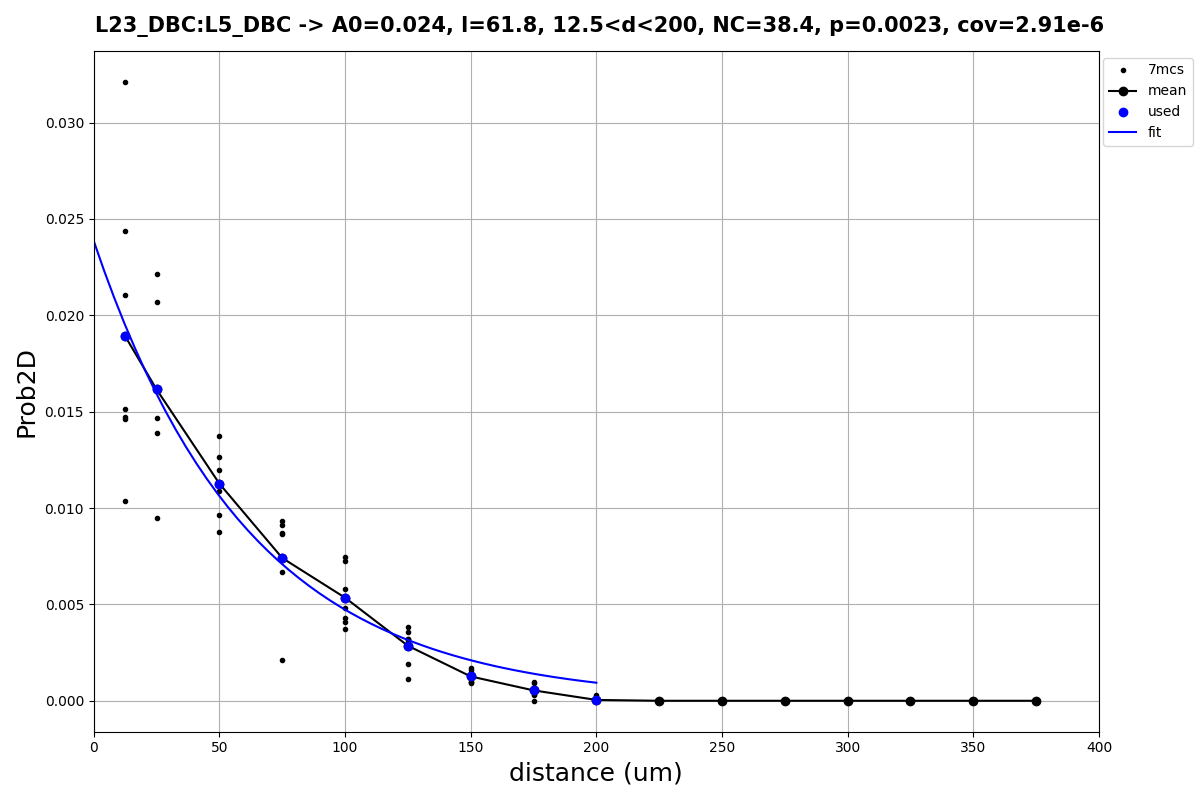 L23_DBC:L5_DBC -> A0=0.024, l=61.8, 12.5<d<200, NC=38.4, p=0.0023, cov=2.91e-6
7mcs
mean
used
fit
0.030
0.025
0.020
0.015
0.010
0.005
0.000
Prob2D
0 50 100 150 200 250 300 350 400
distance (um)